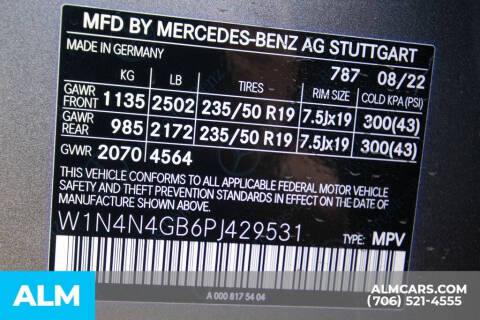 MFD BY MERCEDES-BENZ AG STUTTGART
MADE IN GERMANY 787 08/22
KG LB TIRES RIM SIZE COLD KPA (PSI)
GAWR FRONT 1135 2502 235/50 R19 7.5Jx19 300(43)
GAWR REAR 985 2172 235/50 R19 7.5Jx19 300(43)
GVWR 2070 4564
THIS VEHICLE CONFORMS TO ALL APPLICABLE FEDERAL MOTOR VEHICLE
SAFETY AND THEFT PREVENTION STANDARDS IN EFFECT ON THE DATE OF
MANUFACTURE SHOWN ABOVE.
W1N4N4GB6PJ429531 TYPE: MPV
A 000 817 54 04
ALM
ALMCARS.COM
(706) 521-4555